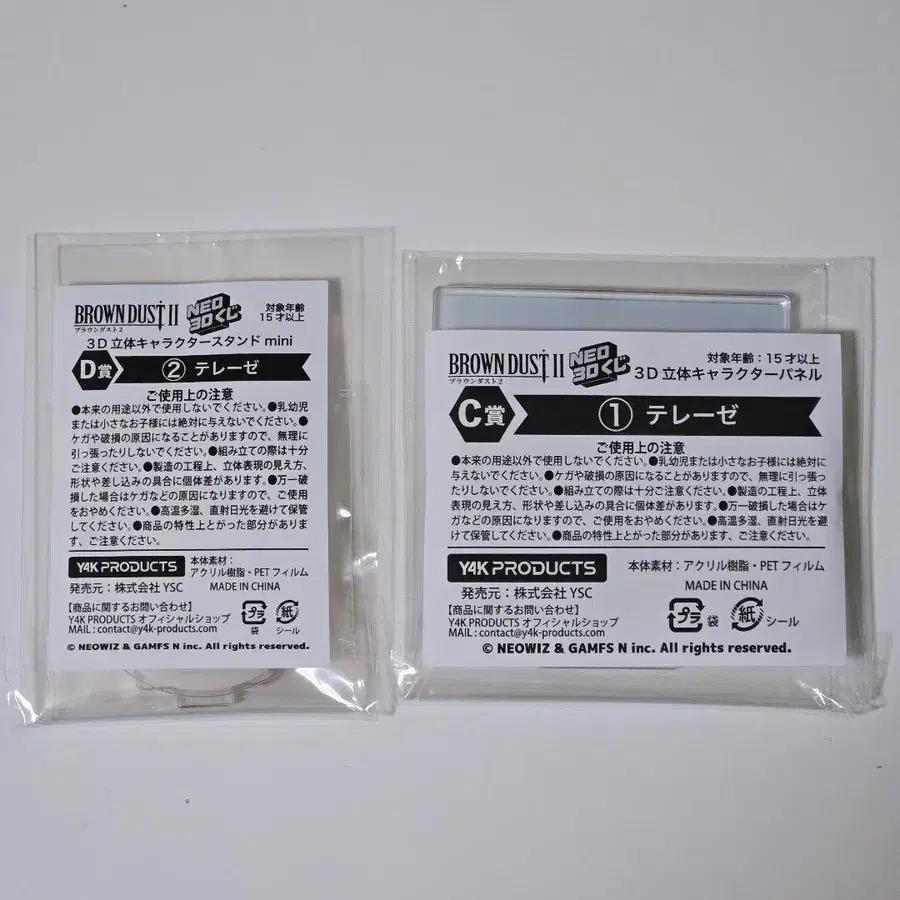 BROWN DUST II
ブラウンダスト2
NEO
3Dくじ
対象年齢
15才以上
3D立体キャラクタースタンド mini
D賞
② テレーゼ
ご使用上の注意
●本来の用途以外で使用しないでください。●乳幼児
または小さなお子様には絶対に与えないでください。●
ケガや破損の原因になることがありますので、無理に
引っ張ったりしないでください。●組み立ての際は十分
ご注意ください。●製造の工程上、立体表現の見え方、
形状や差し込みの具合に個体差があります。●万一破
損した場合はケガなどの原因になりますので、ご使用
をおやめください。●高温多湿、直射日光を避けて保管
してください。●商品の特性上とがった部分がありま
す、ご注意ください。
Y4K PRODUCTS
本体素材：
アクリル樹脂・PETフィルム
発売元：株式会社 YSC
MADE IN CHINA
【商品に関するお問い合わせ】
Y4K PRODUCTS オフィシャルショップ
MAIL : contact@y4k-products.com
プラ
袋
紙
シール
© NEOWIZ & GAMFS N inc. All rights reserved.
BROWN DUST II
ブラウンダスト2
NEO
3Dくじ
対象年齢：15才以上
3D立体キャラクターパネル
C賞
① テレーゼ
ご使用上の注意
●本来の用途以外で使用しないでください。●乳幼児または小さなお子様には絶対に
与えないでください。●ケガや破損の原因になることがありますので、無理に引っ張っ
たりしないでください。●組み立ての際は十分ご注意ください。●製造の工程上、立体
表現の見え方、形状や差し込みの具合に個体差があります。●万一破損した場合はケ
ガなどの原因になりますので、ご使用をおやめください。●高温多湿、直射日光を避
けて保管してください。●商品の特性上とがった部分があります、ご注意ください。
Y4K PRODUCTS
本体素材：アクリル樹脂・PETフィルム
発売元：株式会社 YSC
MADE IN CHINA
【商品に関するお問い合わせ】
Y4K PRODUCTS オフィシャルショップ
MAIL : contact@y4k-products.com
プラ
袋
紙
シール
© NEOWIZ & GAMFS N inc. All rights reserved.